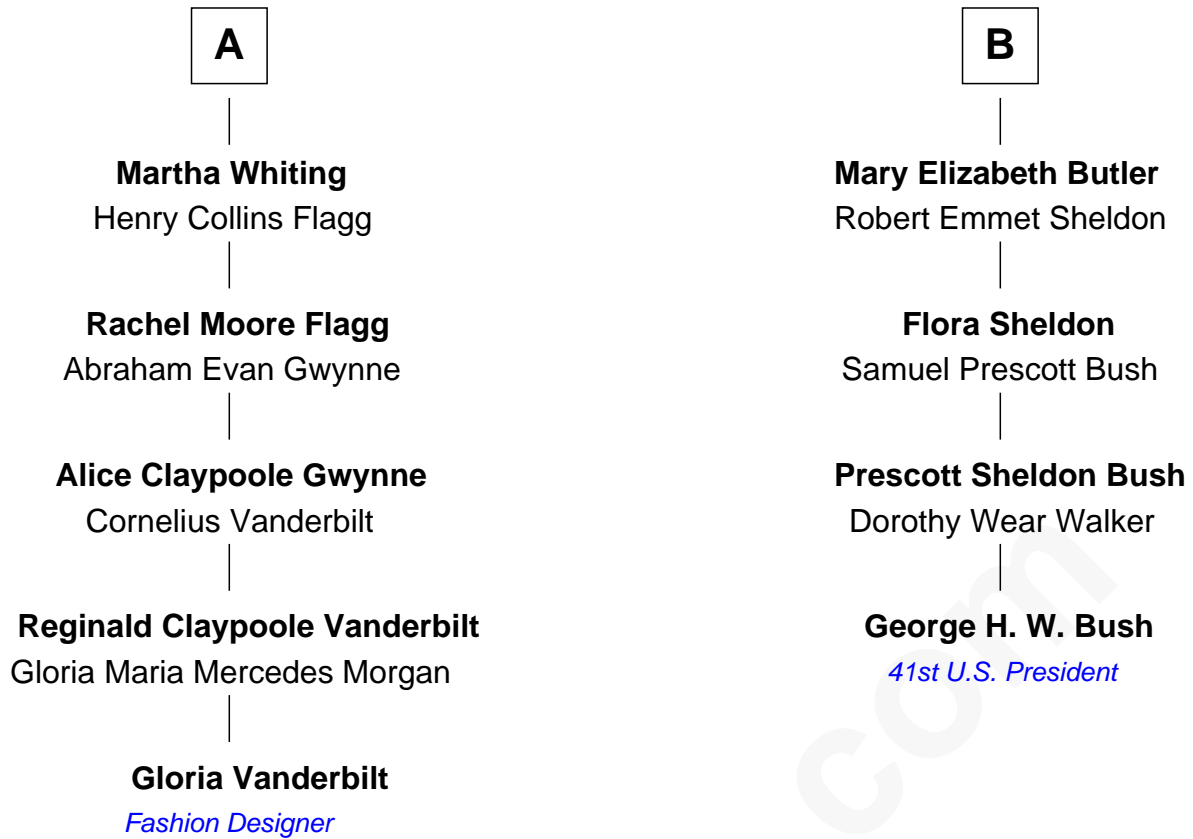 A
Martha Whiting
Henry Collins Flagg
Rachel Moore Flagg
Abraham Evan Gwynne
Alice Claypoole Gwynne
Cornelius Vanderbilt
Reginald Claypoole Vanderbilt
Gloria Maria Mercedes Morgan
Gloria Vanderbilt
Fashion Designer
B
Mary Elizabeth Butler
Robert Emmet Sheldon
Flora Sheldon
Samuel Prescott Bush
Prescott Sheldon Bush
Dorothy Wear Walker
George H. W. Bush
41st U.S. President
com